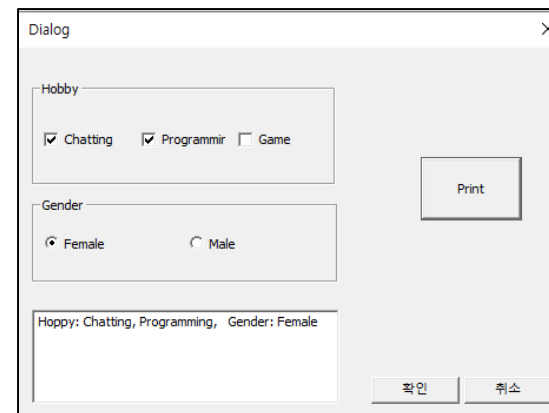 Dialog
Hobby
Chatting Programmir Game
Print
Gender
Female Male
Hoppy: Chatting, Programming, Gender: Female
확인 취소